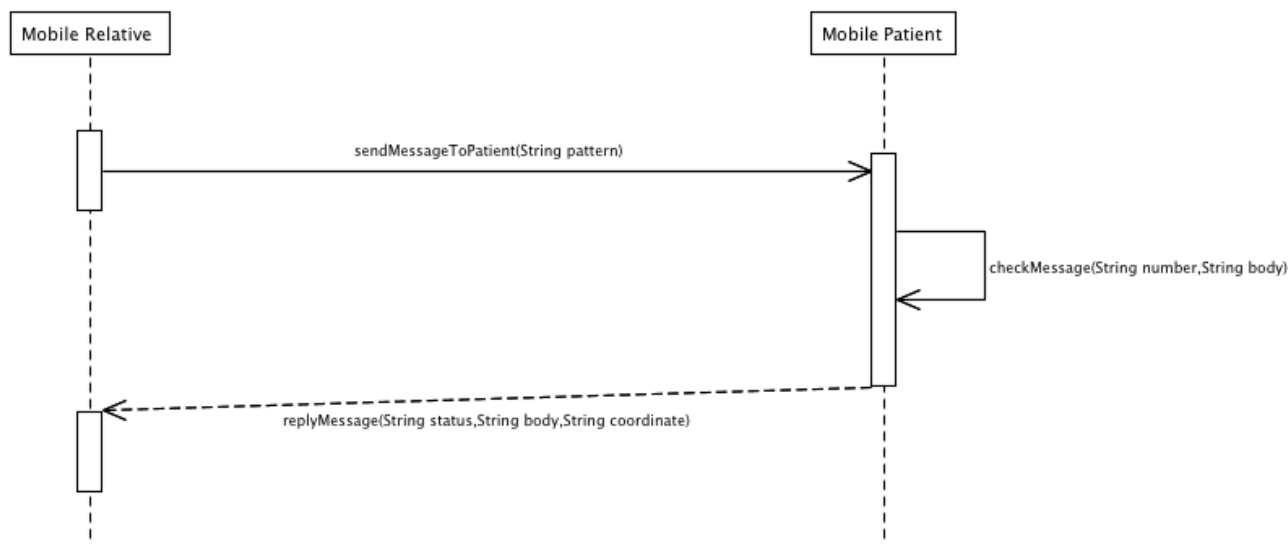 Mobile Relative
Mobile Patient
sendMessageToPatient(String pattern)
checkMessage(String number,String body)
replyMessage(String status,String body,String coordinate)